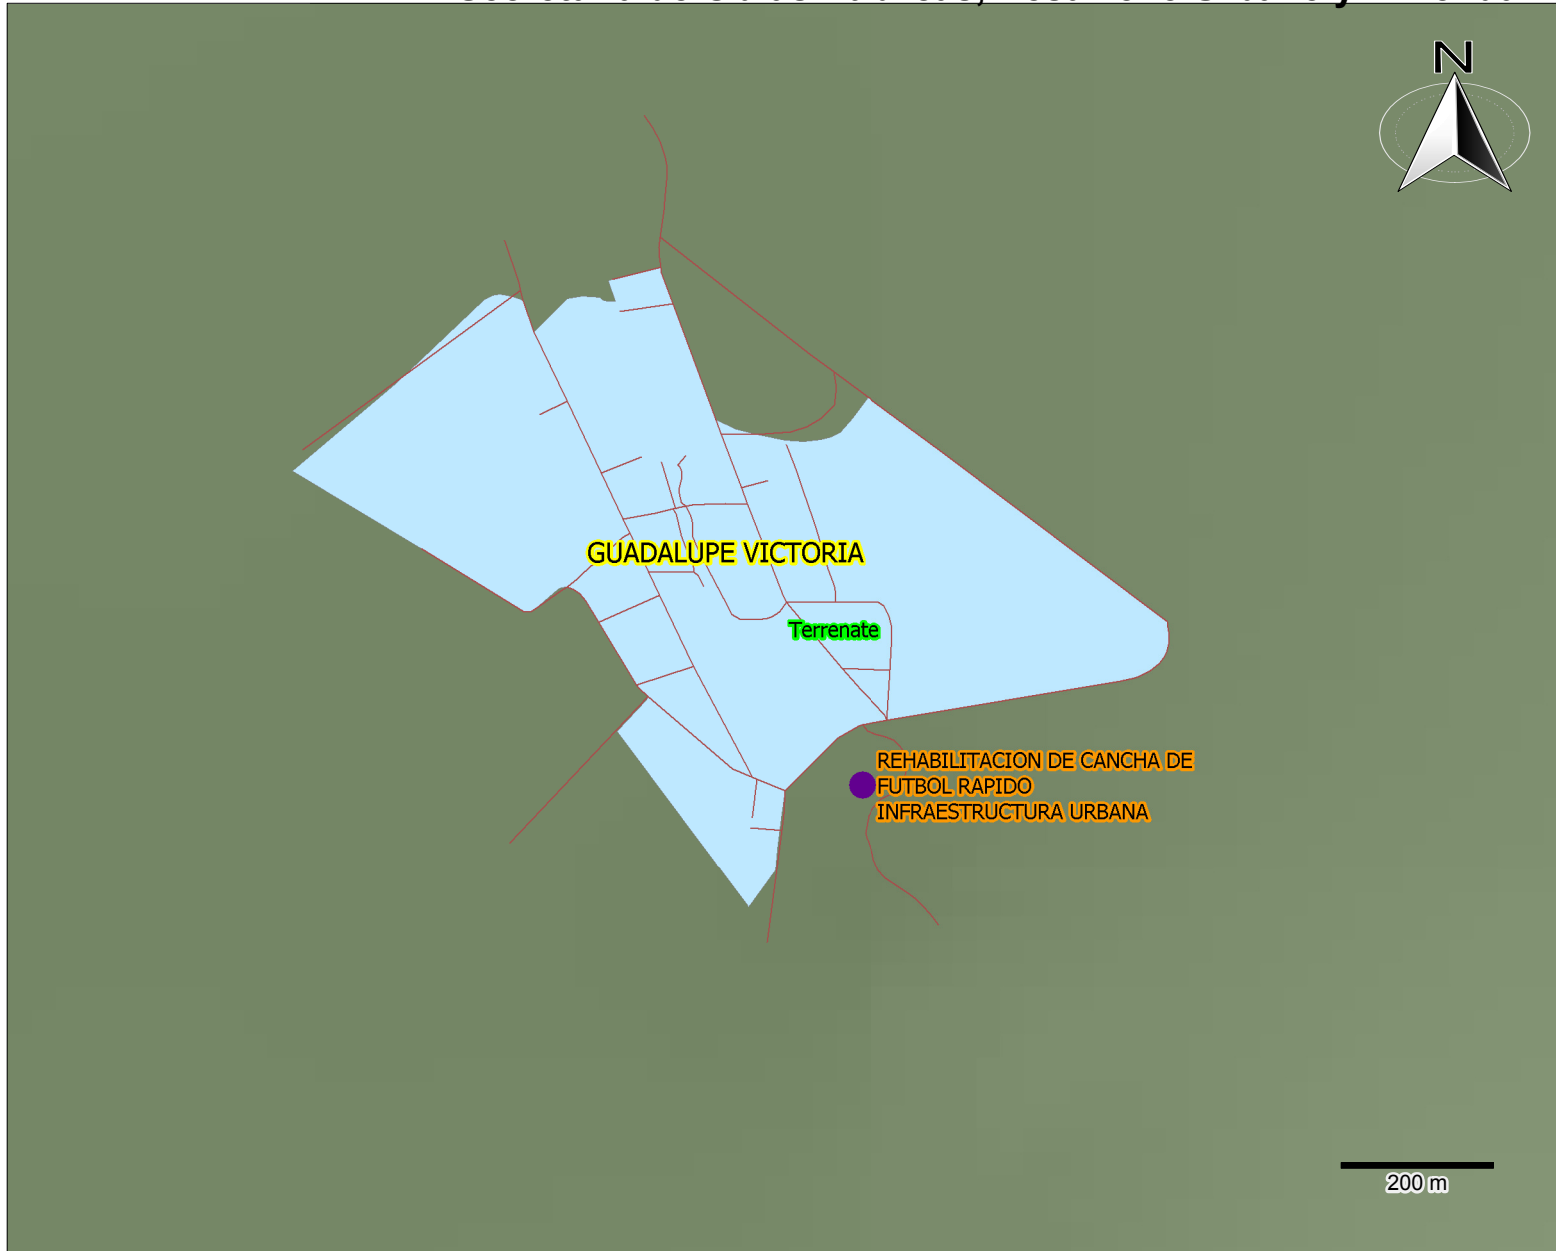 N
GUADALUPE VICTORIA
Terrenate
REHABILITACION DE CANCHA DE
FUTBOL RAPIDO
INFRAESTRUCTURA URBANA
200 m